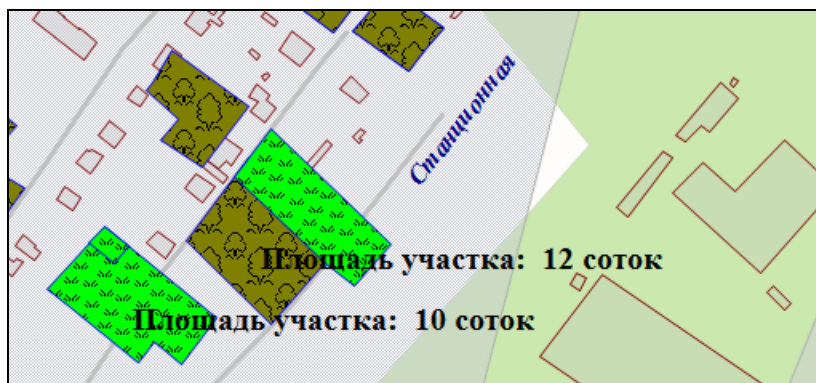 Станционная
Площадь участка: 12 соток
Площадь участка: 10 соток